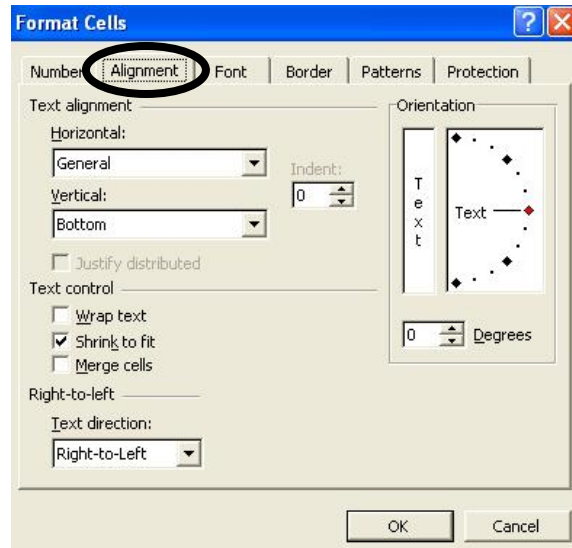 Format Cells
Number Alignment Font Border Patterns Protection
Text alignment
Horizontal:
General
Indent:
0
Vertical:
Bottom
Justify distributed
Text control
Wrap text
Shrink to fit
Merge cells
Right-to-left
Text direction:
Right-to-Left
Orientation
Text
Text
0 Degrees
OK Cancel